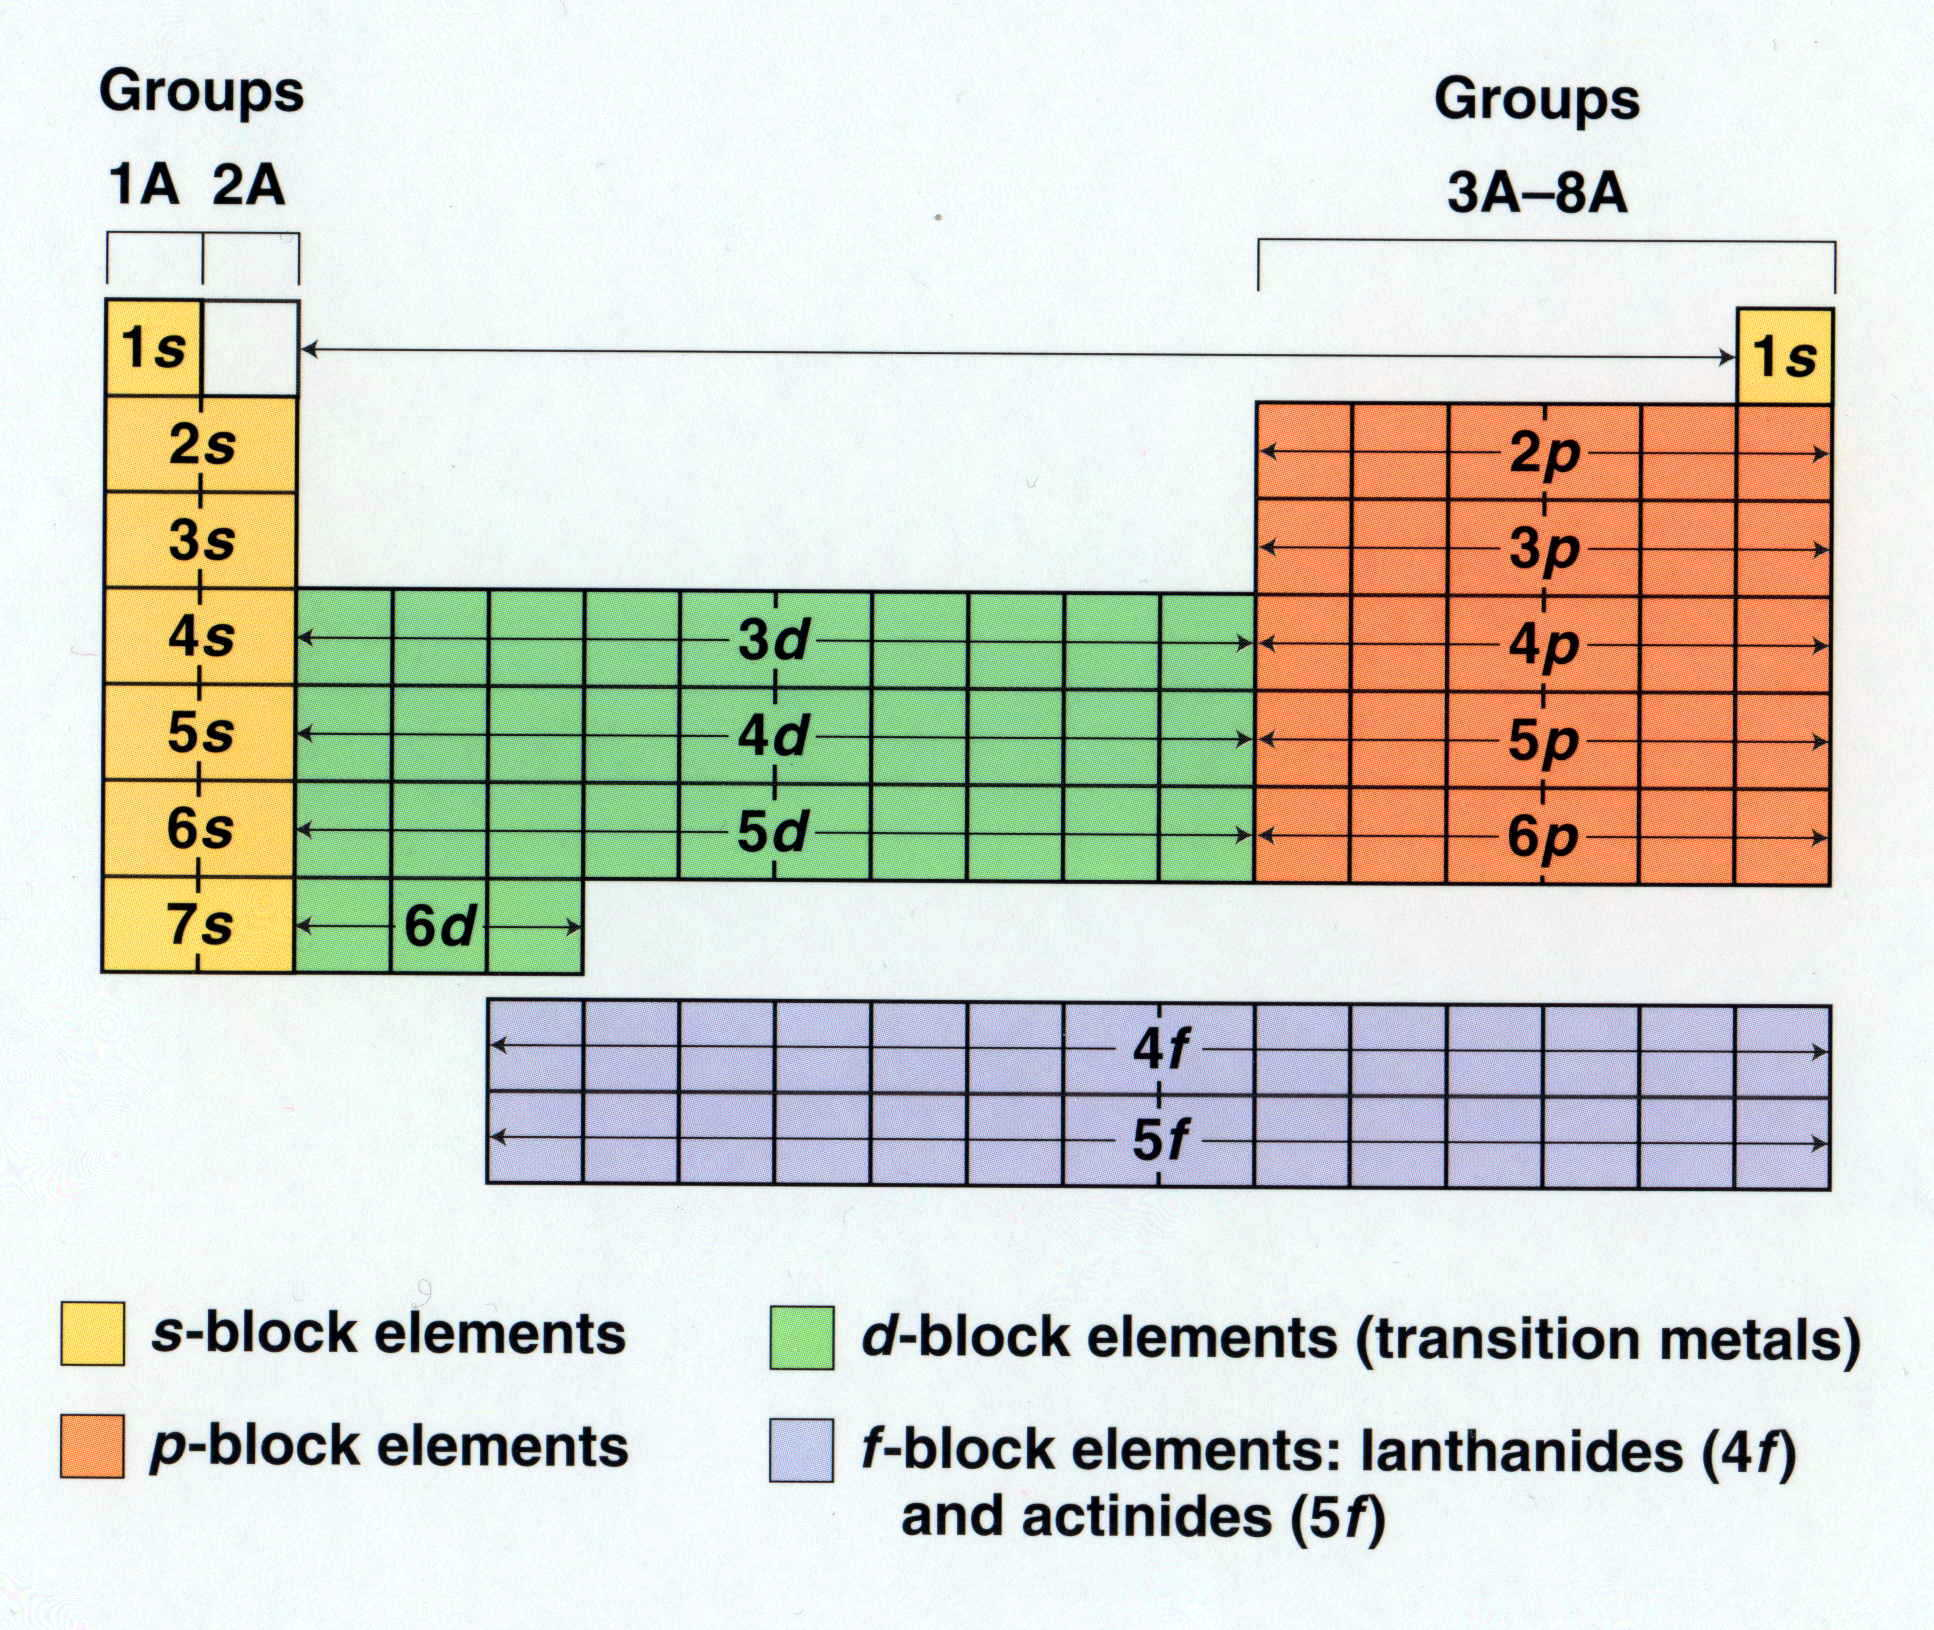 Groups
1A 2A
Groups
3A–8A
1s
1s
2s
2p
3s
3p
4s
3d
4p
5s
4d
5p
6s
5d
6p
7s
6d
4f
5f
s-block elements
d-block elements (transition metals)
p-block elements
f-block elements: lanthanides (4f)
and actinides (5f)